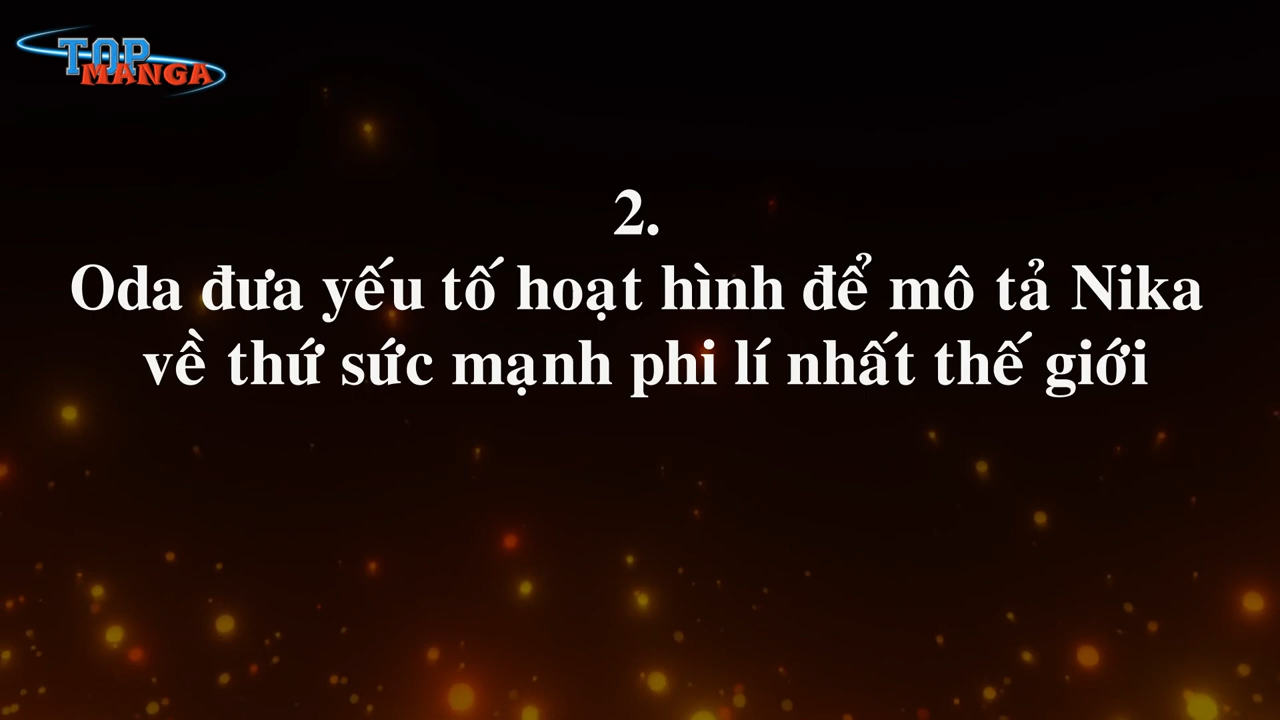 TOP
MANGA
2.
Oda đưa yếu tố hoạt hình để mô tả Nika
về thứ sức mạnh phi lí nhất thế giới